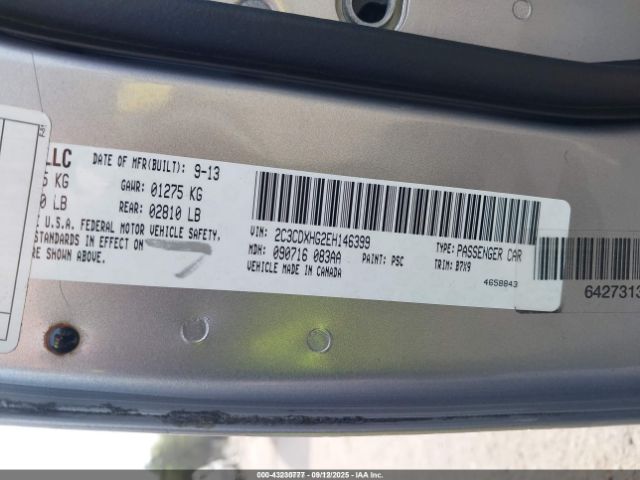 LLC DATE OF MFR(BUILT): 9-13
5 KG GAWR: 01275 KG
0 LB REAR: 02810 LB
E U.S.A. FEDERAL MOTOR VEHICLE SAFETY,
STANDARDS IN EFFECT ON
RE SHOWN ABOVE.
VIN: 2C3CDXHG2EH146399 TYPE: PASSENGER CAR
MDH: 090716 083AA PAINT: PSC TRIM: B7X9
VEHICLE MADE IN CANADA 4658843
6427313
000-43230777 09/12/2025 IAA Inc.